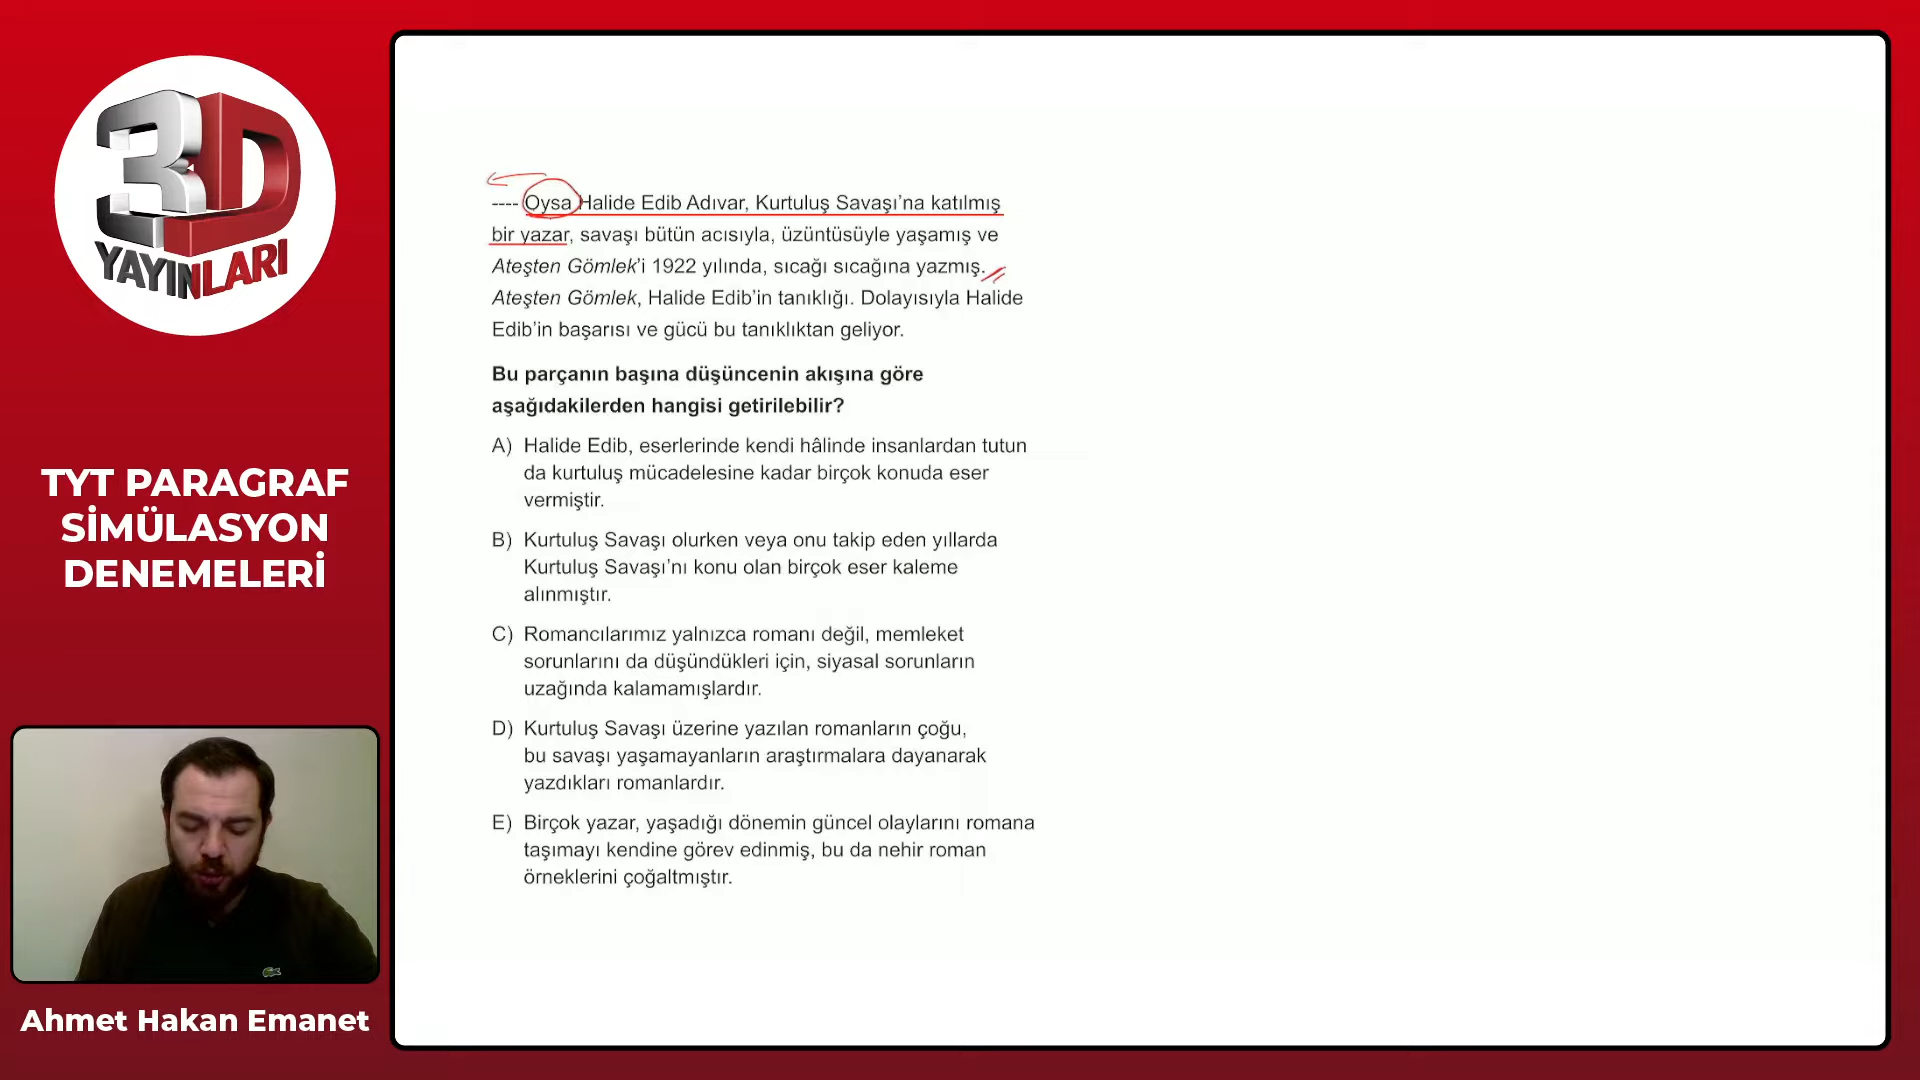 3D
YAYINLARI
TYT PARAGRAF
SİMÜLASYON
DENEMELERİ
Ahmet Hakan Emanet
---- Oysa Halide Edib Adıvar, Kurtuluş Savaşı’na katılmış
bir yazar, savaşı bütün acısıyla, üzüntüsüyle yaşamış ve
Ateşten Gömlek’i 1922 yılında, sıcağı sıcağına yazmış.
Ateşten Gömlek, Halide Edib’in tanıklığı. Dolayısıyla Halide
Edib’in başarısı ve gücü bu tanıklıktan geliyor.
Bu parçanın başına düşüncenin akışına göre
aşağıdakilerden hangisi getirilebilir?
A) Halide Edib, eserlerinde kendi hâlinde insanlardan tutun
da kurtuluş mücadelesine kadar birçok konuda eser
vermiştir.
B) Kurtuluş Savaşı olurken veya onu takip eden yıllarda
Kurtuluş Savaşı’nı konu olan birçok eser kaleme
alınmıştır.
C) Romancılarımız yalnızca romanı değil, memleket
sorunlarını da düşündükleri için, siyasal sorunların
uzağında kalamamışlardır.
D) Kurtuluş Savaşı üzerine yazılan romanların çoğu,
bu savaşı yaşamayanların araştırmalara dayanarak
yazdıkları romanlardır.
E) Birçok yazar, yaşadığı dönemin güncel olaylarını romana
taşımayı kendine görev edinmiş, bu da nehir roman
örneklerini çoğaltmıştır.